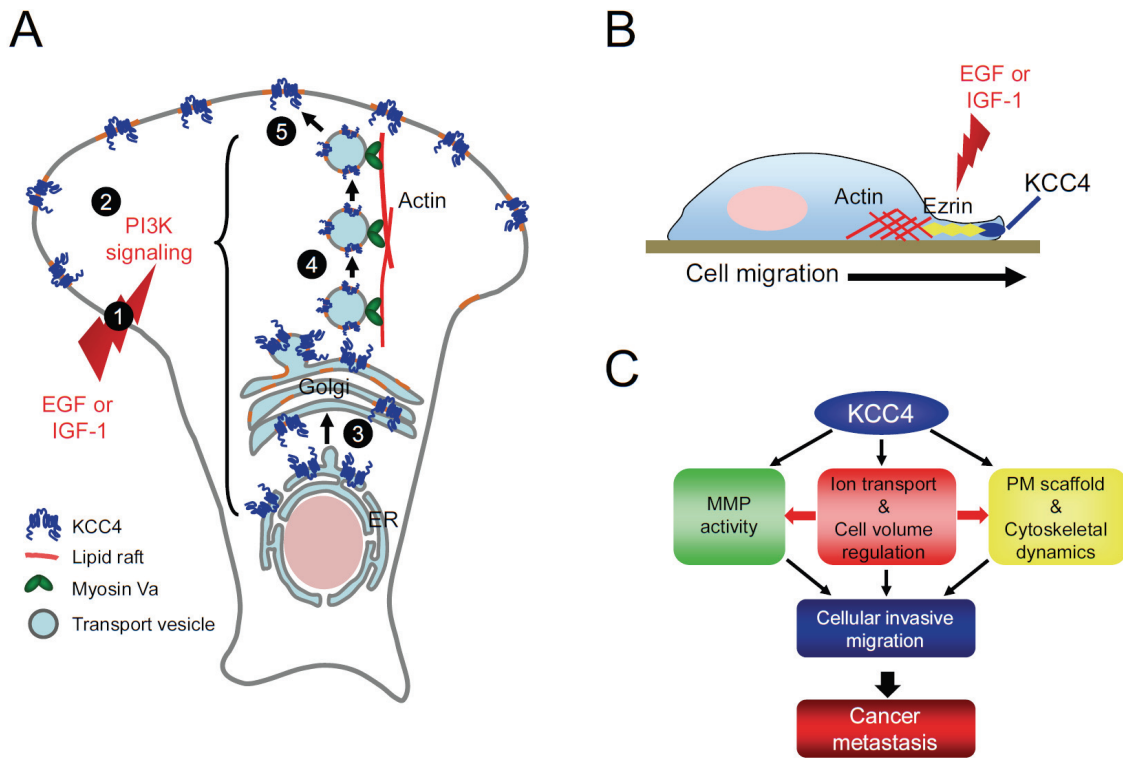 A
5
2
PI3K
signaling
Actin
4
1
Golgi
EGF or
IGF-1
3
ER
KCC4
Lipid raft
Myosin Va
Transport vesicle
B
EGF or
IGF-1
KCC4
Actin
Ezrin
Cell migration
C
KCC4
MMP
activity
Ion transport
&
Cell volume
regulation
PM scaffold
&
Cytoskeletal
dynamics
Cellular invasive
migration
Cancer
metastasis